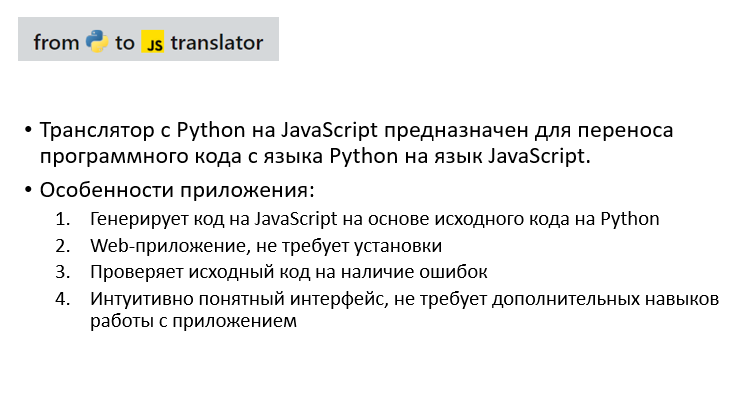 from to JS translator
• Транслятор с Python на JavaScript предназначен для переноса
программного кода с языка Python на язык JavaScript.
• Особенности приложения:
1. Генерирует код на JavaScript на основе исходного кода на Python
2. Web-приложение, не требует установки
3. Проверяет исходный код на наличие ошибок
4. Интуитивно понятный интерфейс, не требует дополнительных навыков
работы с приложением